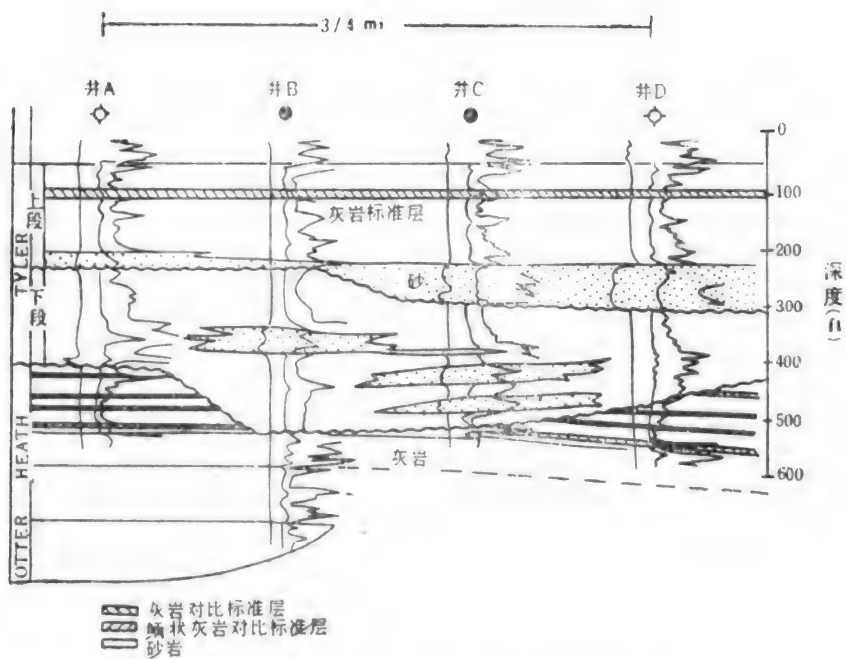 3/4 mi
井A
井B
井C
井D
0
100
200
300
400
500
600
深度(ft)
上段
下段
TYLER
HEATH
OTTER
灰岩标准层
砂
灰岩
灰岩对比标准层
鲕状灰岩对比标准层
砂岩